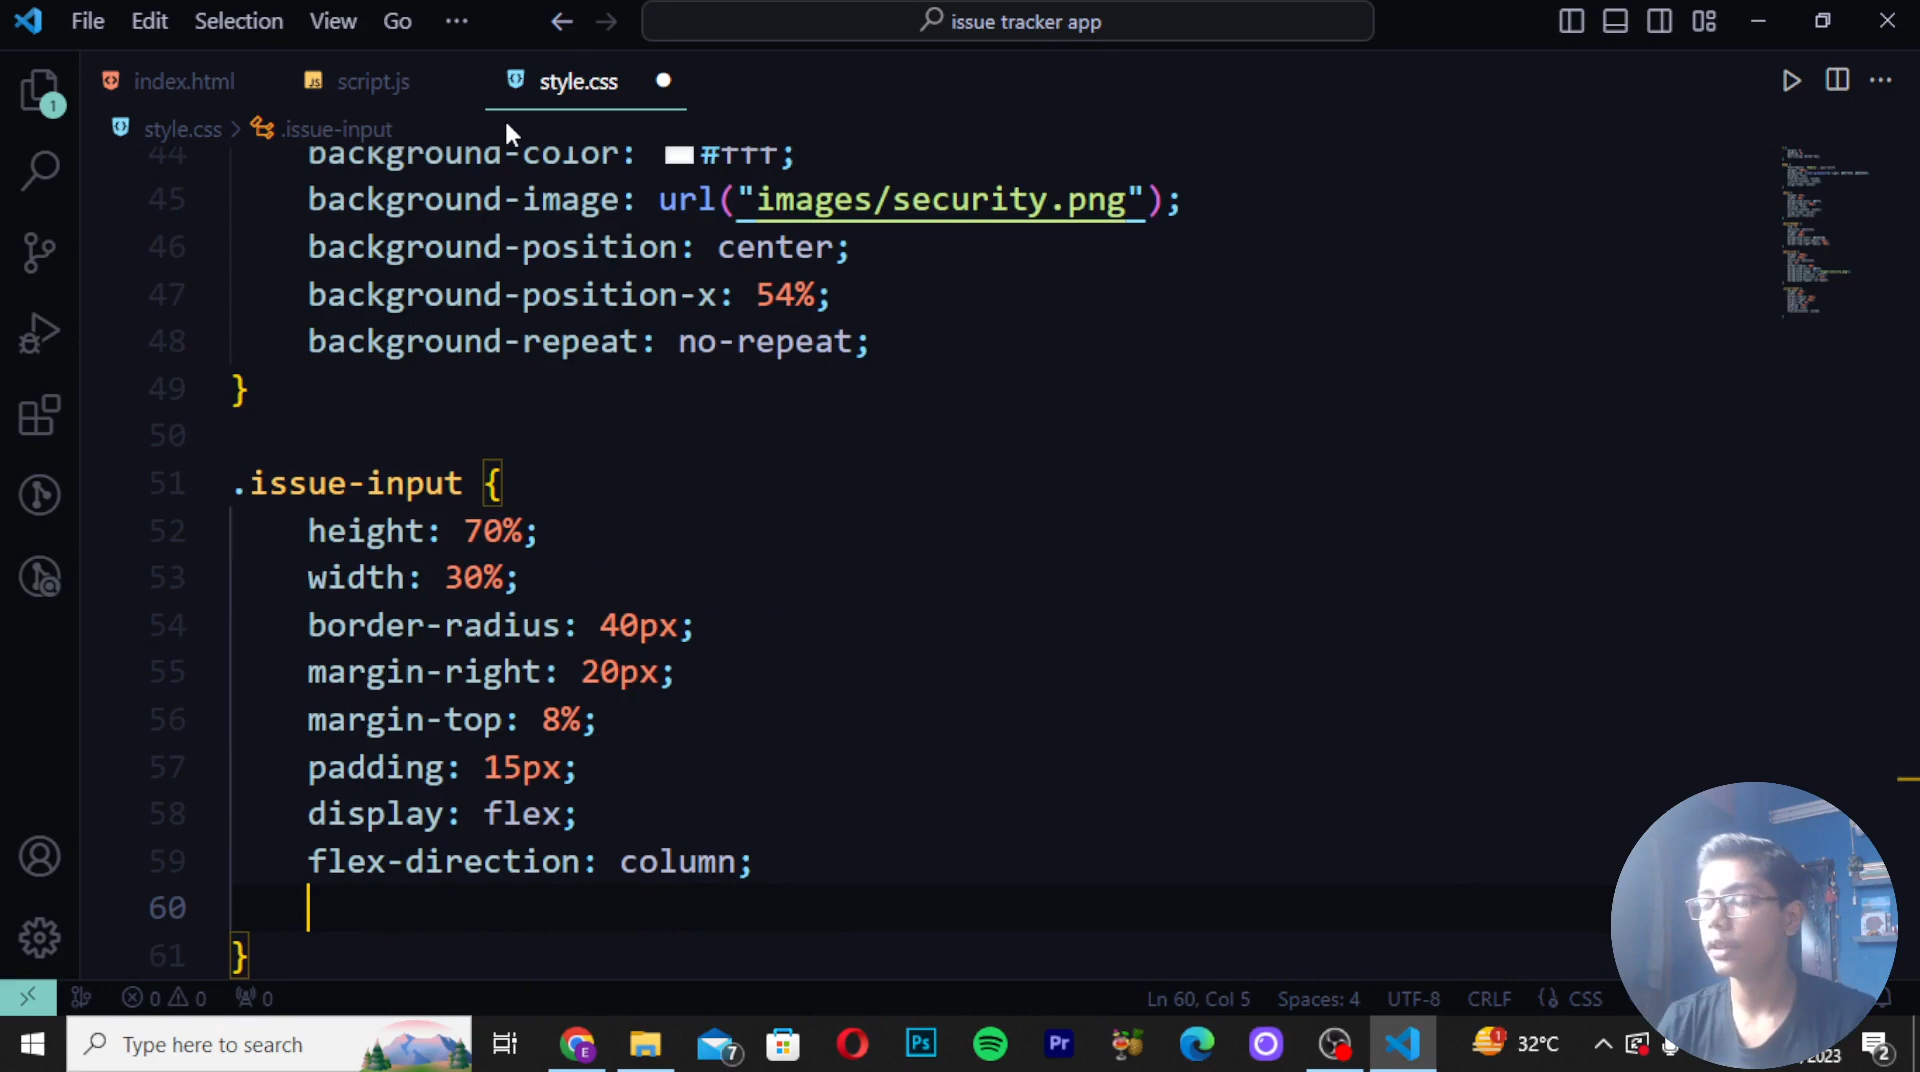 File Edit Selection View Go ··· issue tracker app
index.html script.js style.css
style.css > .issue-input
44 background-color: #fff;
45 background-image: url("images/security.png");
46 background-position: center;
47 background-position-x: 54%;
48 background-repeat: no-repeat;
49 }
50
51 .issue-input {
52 height: 70%;
53 width: 30%;
54 border-radius: 40px;
55 margin-right: 20px;
56 margin-top: 8%;
57 padding: 15px;
58 display: flex;
59 flex-direction: column;
60
61 }
0 0 0 Ln 60, Col 5 Spaces: 4 UTF-8 CRLF CSS
Type here to search 7 32°C 2